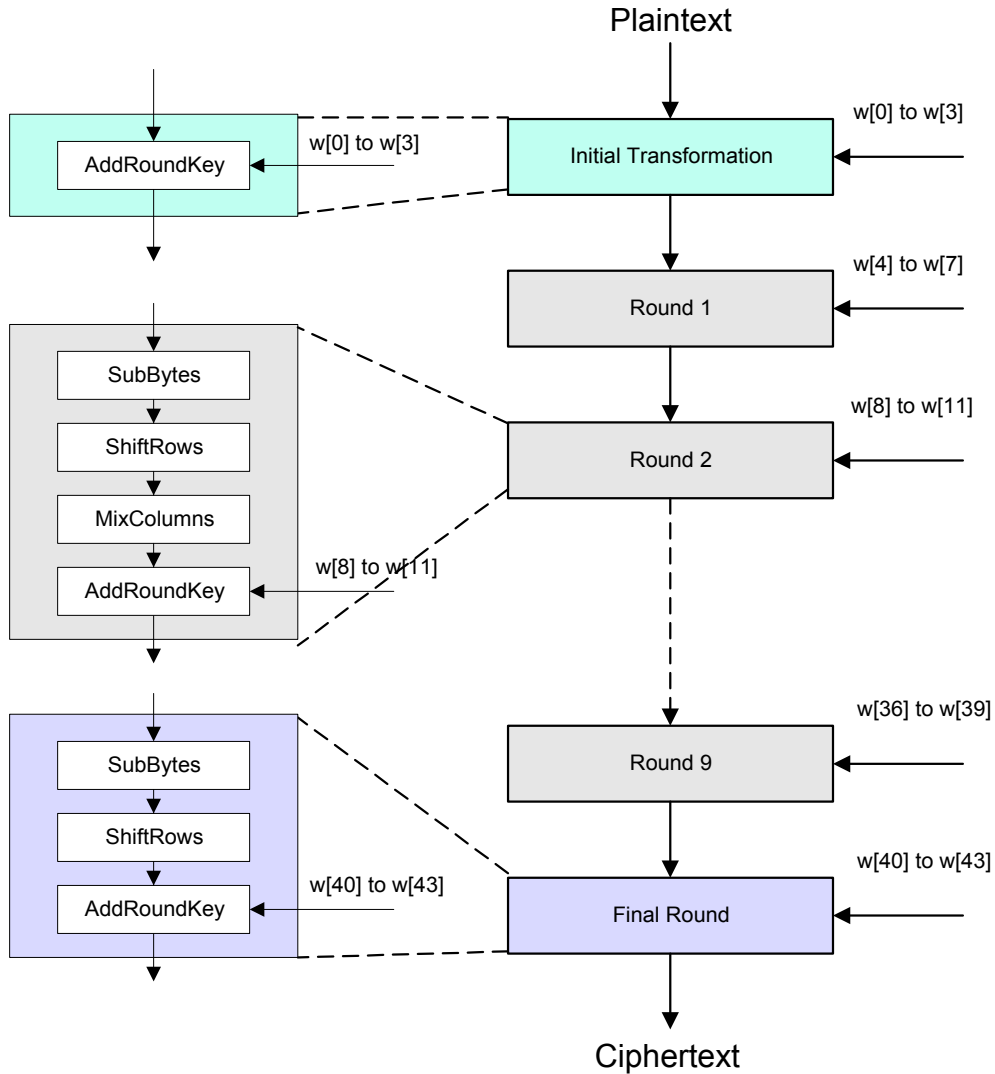 Plaintext
w[0] to w[3]
Initial Transformation
w[0] to w[3]
AddRoundKey
w[4] to w[7]
Round 1
SubBytes
ShiftRows
MixColumns
AddRoundKey
w[8] to w[11]
w[8] to w[11]
Round 2
w[36] to w[39]
Round 9
SubBytes
ShiftRows
AddRoundKey
w[40] to w[43]
w[40] to w[43]
Final Round
Ciphertext